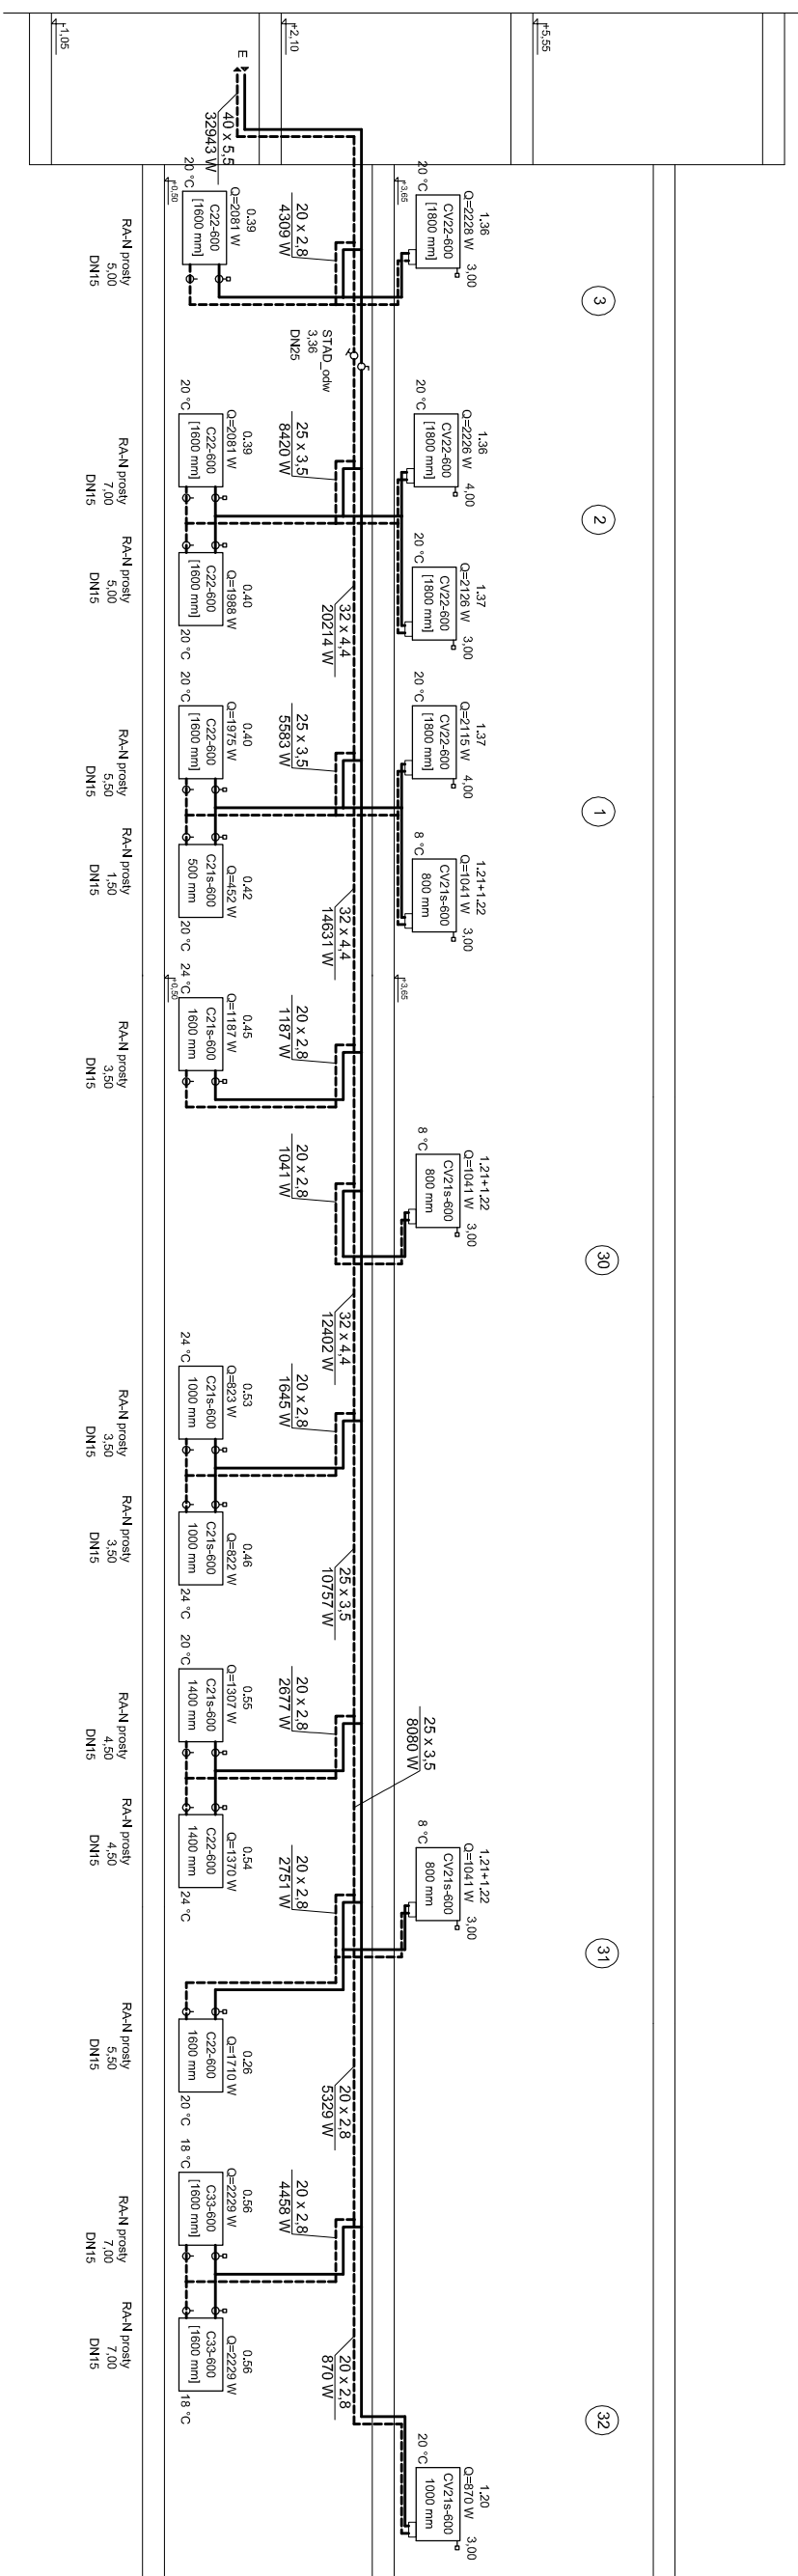 +5,55
+2,10
+1,05
E
40 x 5,5
32943 W
+3,65
+0,50
3
1.36
Q=2228 W
CV22-600
[1800 mm]
20 °C
3,00
20 x 2,8
4309 W
0.39
Q=2081 W
C22-600
[1600 mm]
20 °C
RA-N prosty
5,00
DN15
STAD_odw
3,36
DN25
2
1.36
Q=2226 W
CV22-600
[1800 mm]
20 °C
4,00
1.37
Q=2126 W
CV22-600
[1800 mm]
20 °C
3,00
25 x 3,5
8420 W
0.39
Q=2081 W
C22-600
[1600 mm]
20 °C
0.40
Q=1988 W
C22-600
[1600 mm]
20 °C
RA-N prosty
7,00
DN15
RA-N prosty
5,00
DN15
32 x 4,4
20214 W
1
1.37
Q=2115 W
CV22-600
[1800 mm]
20 °C
4,00
1.21+1.22
Q=1041 W
CV21s-600
800 mm
8 °C
3,00
25 x 3,5
5583 W
0.40
Q=1975 W
C22-600
[1600 mm]
20 °C
0.42
Q=452 W
C21s-600
500 mm
20 °C
RA-N prosty
5,50
DN15
RA-N prosty
1,50
DN15
32 x 4,4
14631 W
+3,65
+0,50
20 x 2,8
1187 W
0.45
Q=1187 W
C21s-600
1600 mm
24 °C
RA-N prosty
3,50
DN15
30
1.21+1.22
Q=1041 W
CV21s-600
800 mm
8 °C
3,00
20 x 2,8
1041 W
32 x 4,4
12402 W
20 x 2,8
1645 W
0.53
Q=823 W
C21s-600
1000 mm
24 °C
0.46
Q=822 W
C21s-600
1000 mm
24 °C
RA-N prosty
3,50
DN15
RA-N prosty
3,50
DN15
25 x 3,5
10757 W
20 x 2,8
2677 W
0.55
Q=1307 W
C21s-600
1400 mm
20 °C
0.54
Q=1370 W
C22-600
1400 mm
24 °C
RA-N prosty
4,50
DN15
RA-N prosty
4,50
DN15
25 x 3,5
8080 W
31
1.21+1.22
Q=1041 W
CV21s-600
800 mm
8 °C
3,00
20 x 2,8
2751 W
0.26
Q=1710 W
C22-600
1600 mm
20 °C
RA-N prosty
5,50
DN15
20 x 2,8
5329 W
20 x 2,8
4458 W
0.56
Q=2229 W
C33-600
[1600 mm]
18 °C
0.56
Q=2229 W
C33-600
[1600 mm]
18 °C
RA-N prosty
7,00
DN15
RA-N prosty
7,00
DN15
20 x 2,8
870 W
32
1.20
Q=870 W
CV21s-600
1000 mm
20 °C
3,00